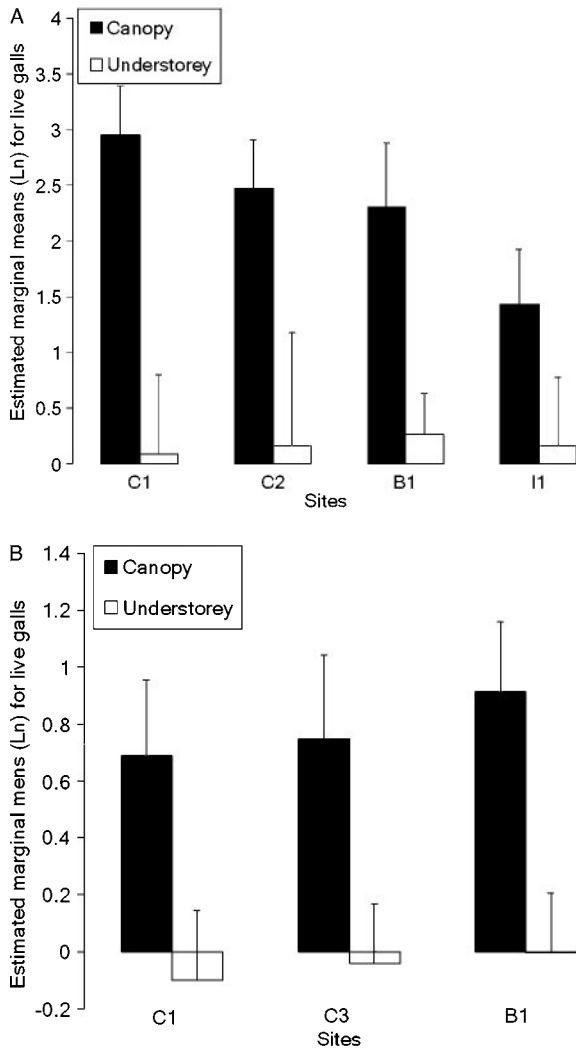 A
Canopy
Understorey
Estimated marginal means (Ln) for live galls
4
3.5
3
2.5
2
1.5
1
0.5
0
C1 C2 B1 I1
Sites
B
Canopy
Understorey
Estimated marginal mens (Ln) for live galls
1.4
1.2
1
0.8
0.6
0.4
0.2
0
-0.2
C1 C3 B1
Sites